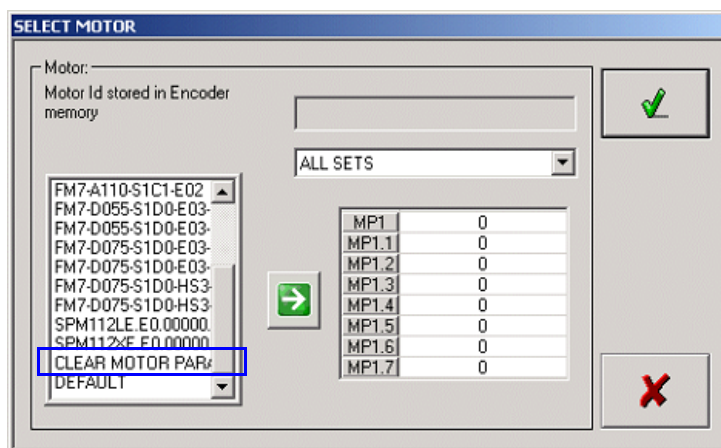 SELECT MOTOR
Motor:
Motor Id stored in Encoder
memory
ALL SETS
FM7-A110-S1C1-E02
FM7-D055-S1D0-E03-
FM7-D055-S1D0-E03-
FM7-D075-S1D0-E03-
FM7-D075-S1D0-E03-
FM7-D075-S1D0-HS3-
FM7-D075-S1D0-HS3-
SPM112LE.E0.00000.
SPM112XE.E0.00000.
CLEAR MOTOR PARA
DEFAULT
MP1 0
MP1.1 0
MP1.2 0
MP1.3 0
MP1.4 0
MP1.5 0
MP1.6 0
MP1.7 0